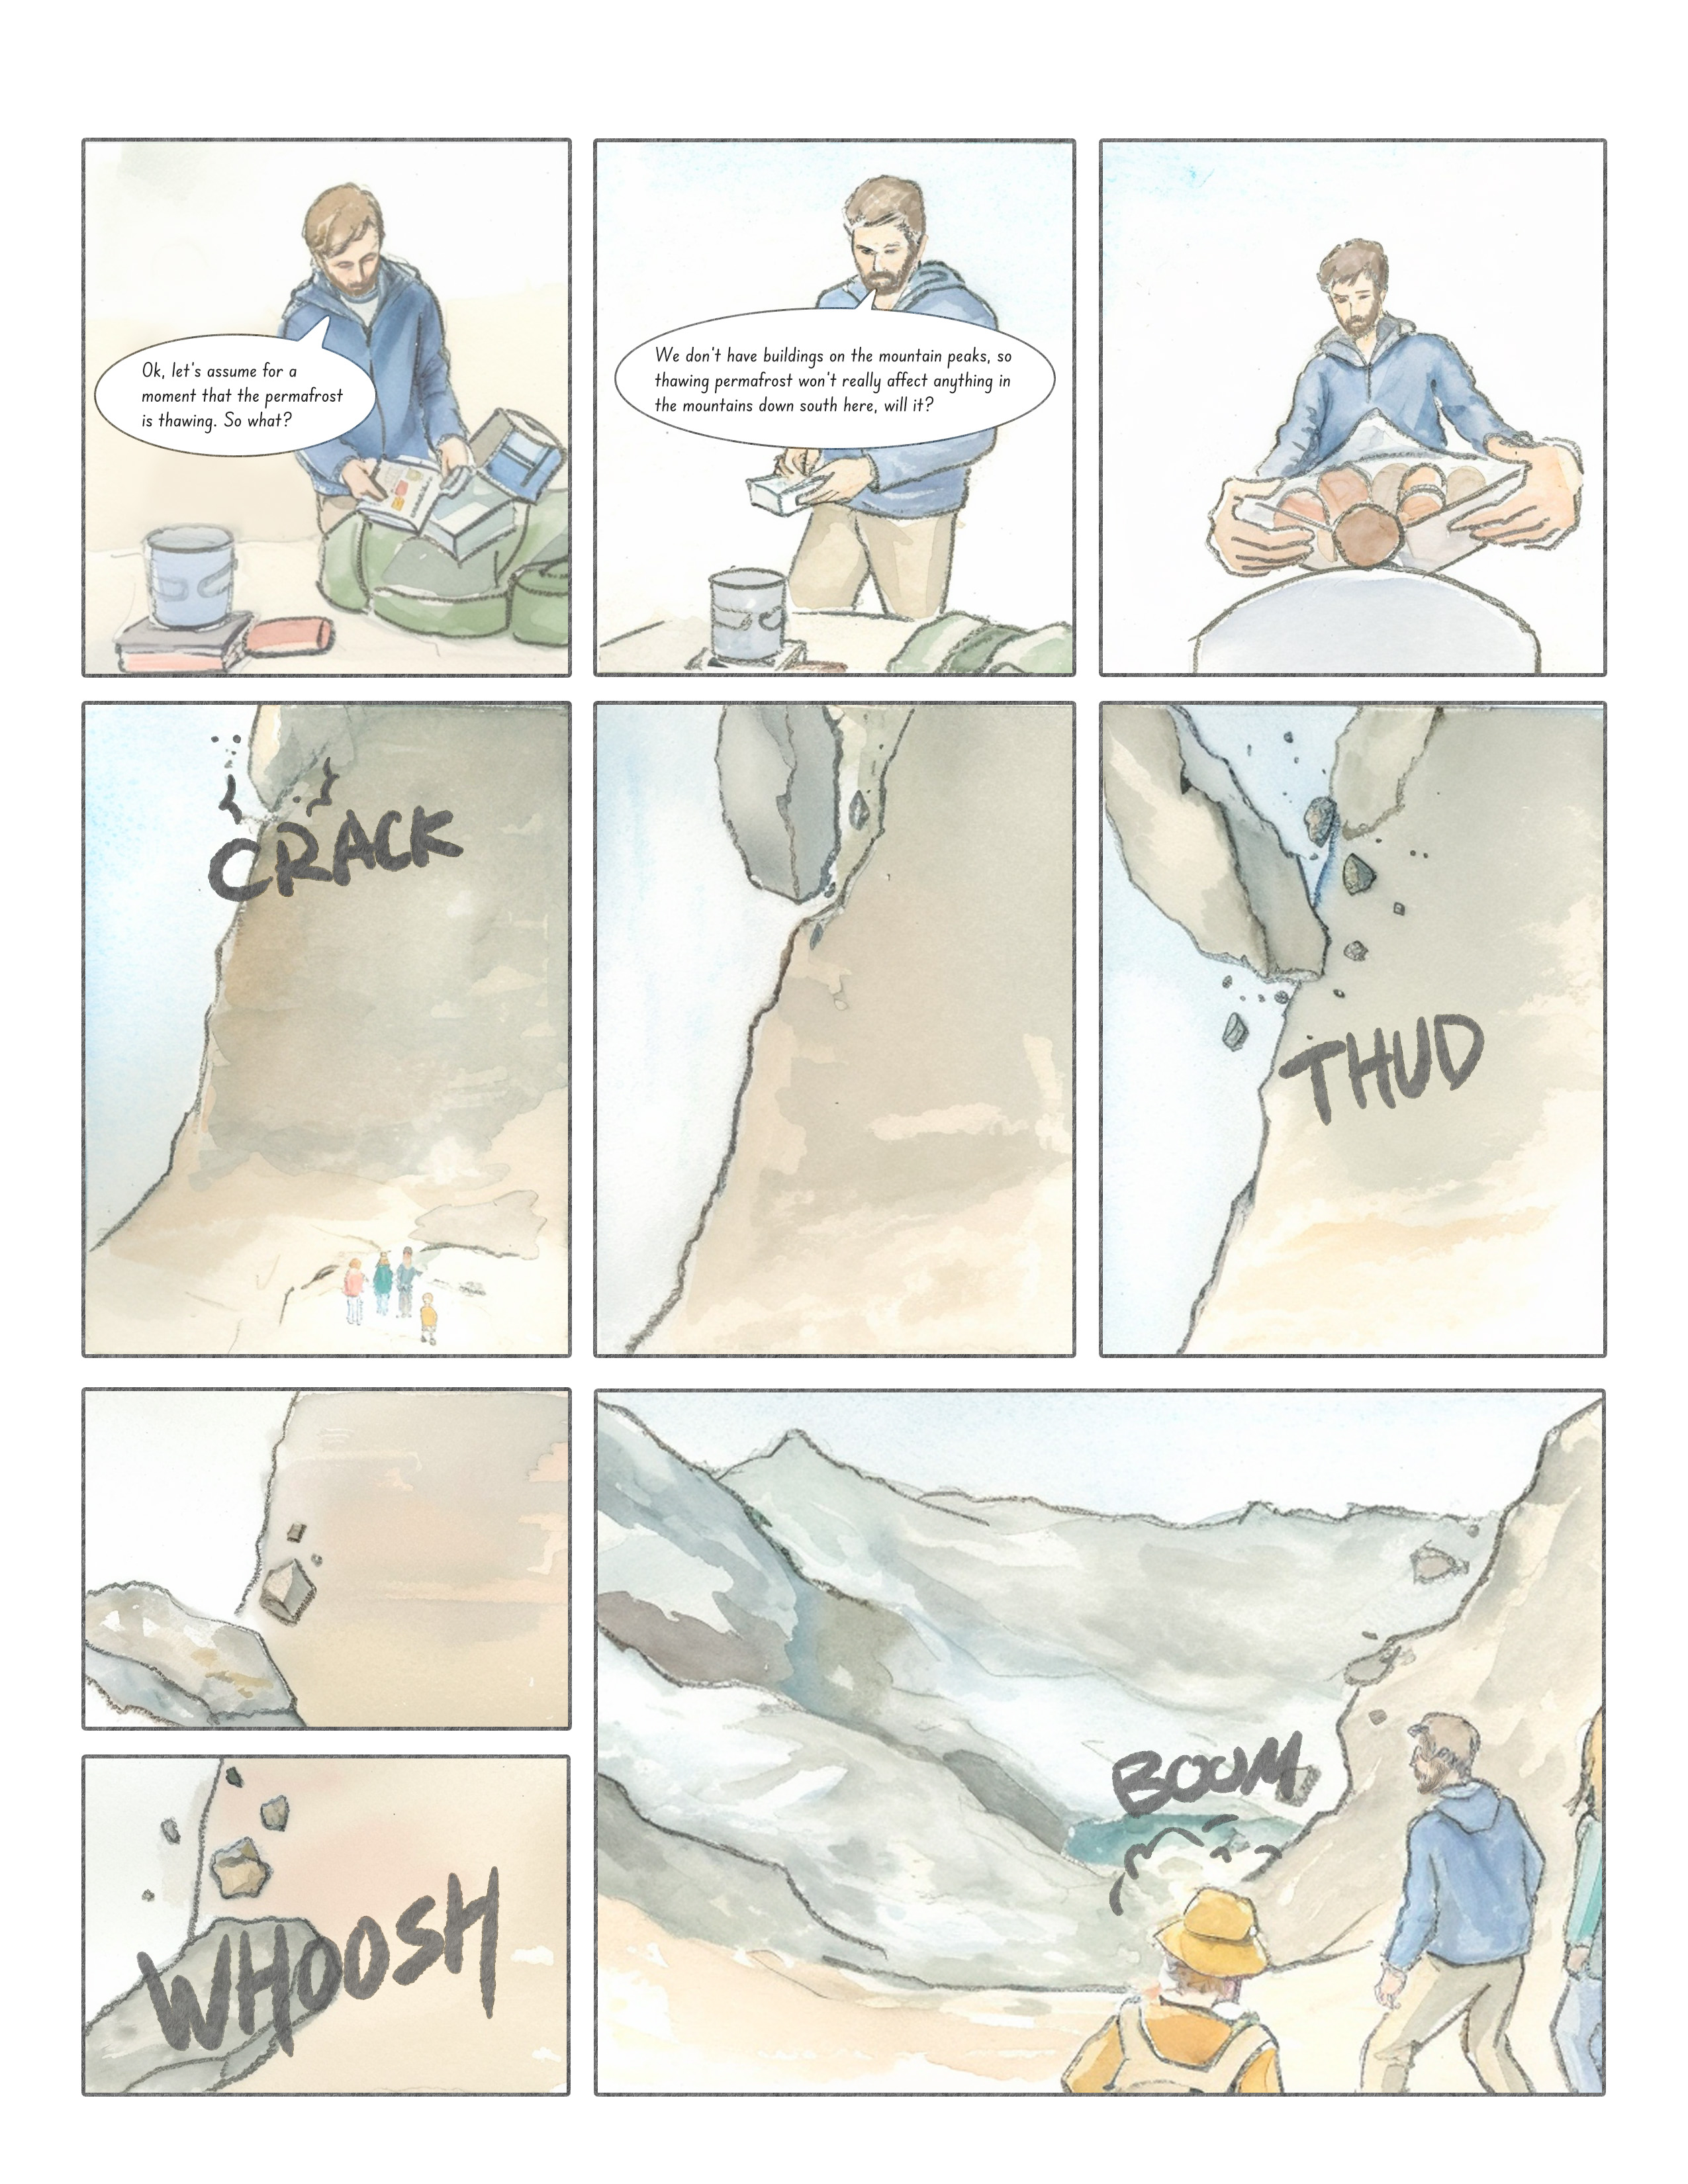 Ok, let's assume for a
moment that the permafrost
is thawing. So what?
We don't have buildings on the mountain peaks, so
thawing permafrost won't really affect anything in
the mountains down south here, will it?
CRACK
THUD
WHOOSH
BOOM